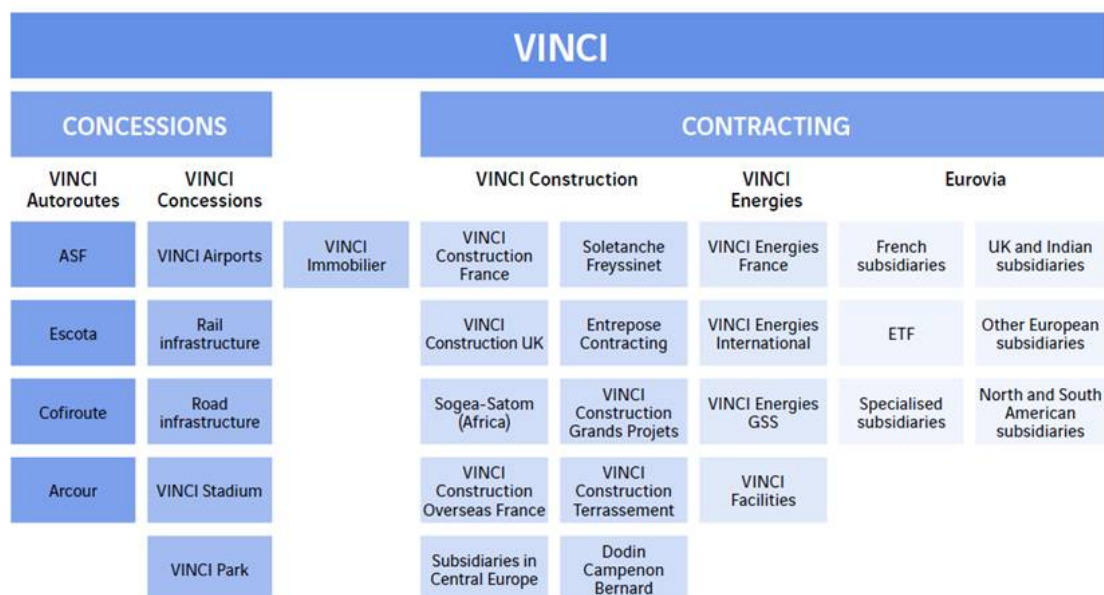 VINCI
CONCESSIONS
CONTRACTING
VINCI
Autoroutes
VINCI
Concessions
VINCI Construction
VINCI
Energies
Eurovia
ASF
VINCI Airports
VINCI
Immobilier
VINCI
Construction
France
Soletanche
Freyssinet
VINCI Energies
France
French
subsidiaries
UK and Indian
subsidiaries
Escota
Rail
infrastructure
VINCI
Construction UK
Entrepose
Contracting
VINCI Energies
International
ETF
Other European
subsidiaries
Cofiroute
Road
infrastructure
Sogea-Satom
(Africa)
VINCI
Construction
Grands Projets
VINCI Energies
GSS
Specialised
subsidiaries
North and South
American
subsidiaries
Arcour
VINCI Stadium
VINCI
Construction
Overseas France
VINCI
Construction
Terrassement
VINCI
Facilities
VINCI Park
Subsidiaries in
Central Europe
Dodin
Campenon
Bernard